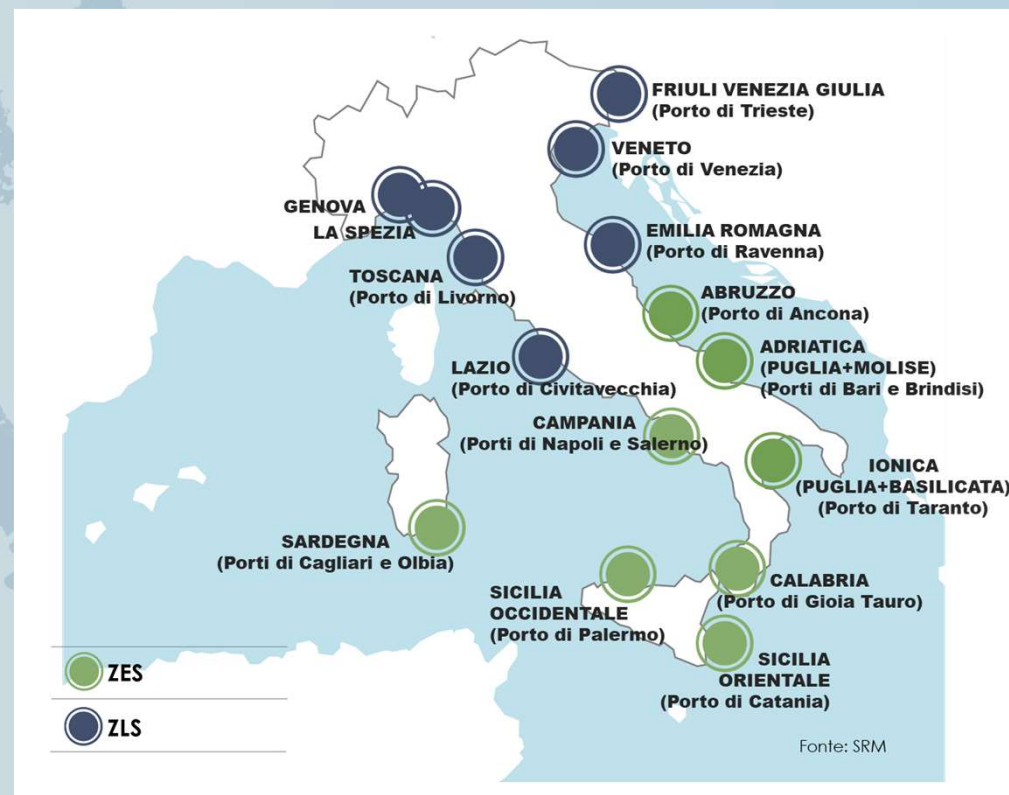 FRIULI VENEZIA GIULIA
(Porto di Trieste)
VENETO
(Porto di Venezia)
GENOVA
LA SPEZIA
EMILIA ROMAGNA
(Porto di Ravenna)
TOSCANA
(Porto di Livorno)
ABRUZZO
(Porto di Ancona)
ADRIATICA
(PUGLIA+MOLISE)
(Porti di Bari e Brindisi)
LAZIO
(Porto di Civitavecchia)
CAMPANIA
(Porti di Napoli e Salerno)
IONICA
(PUGLIA+BASILICATA)
(Porto di Taranto)
SARDEGNA
(Porti di Cagliari e Olbia)
CALABRIA
(Porto di Gioia Tauro)
SICILIA
OCCIDENTALE
(Porto di Palermo)
SICILIA
ORIENTALE
(Porto di Catania)
ZES
ZLS
Fonte: SRM